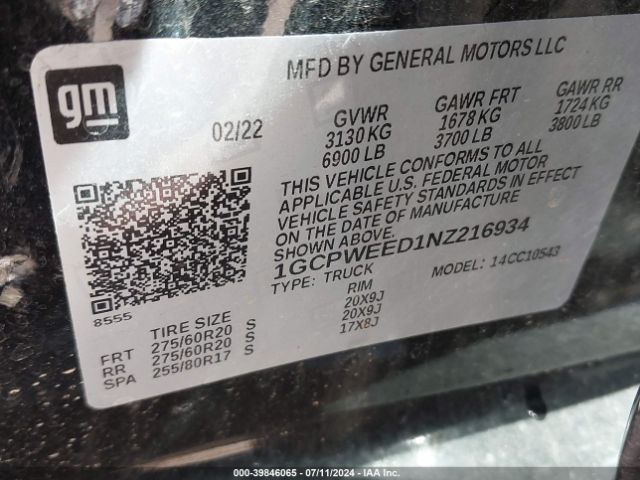 gm
MFD BY GENERAL MOTORS LLC
02/22 GVWR GAWR FRT GAWR RR
3130 KG 1678 KG 1724 KG
6900 LB 3700 LB 3800 LB
THIS VEHICLE CONFORMS TO ALL
APPLICABLE U.S. FEDERAL MOTOR
VEHICLE SAFETY STANDARDS IN EFFECT
ON THE DATE OF MANUFACTURE
SHOWN ABOVE.
1GCPWEED1NZ216934
TYPE: TRUCK MODEL: 14CC10543
8555
TIRE SIZE RIM
FRT 275/60R20 S 20X9J
RR 275/60R20 S 20X9J
SPA 255/80R17 S 17X8J
000-39846065 - 07/11/2024 - IAA Inc.